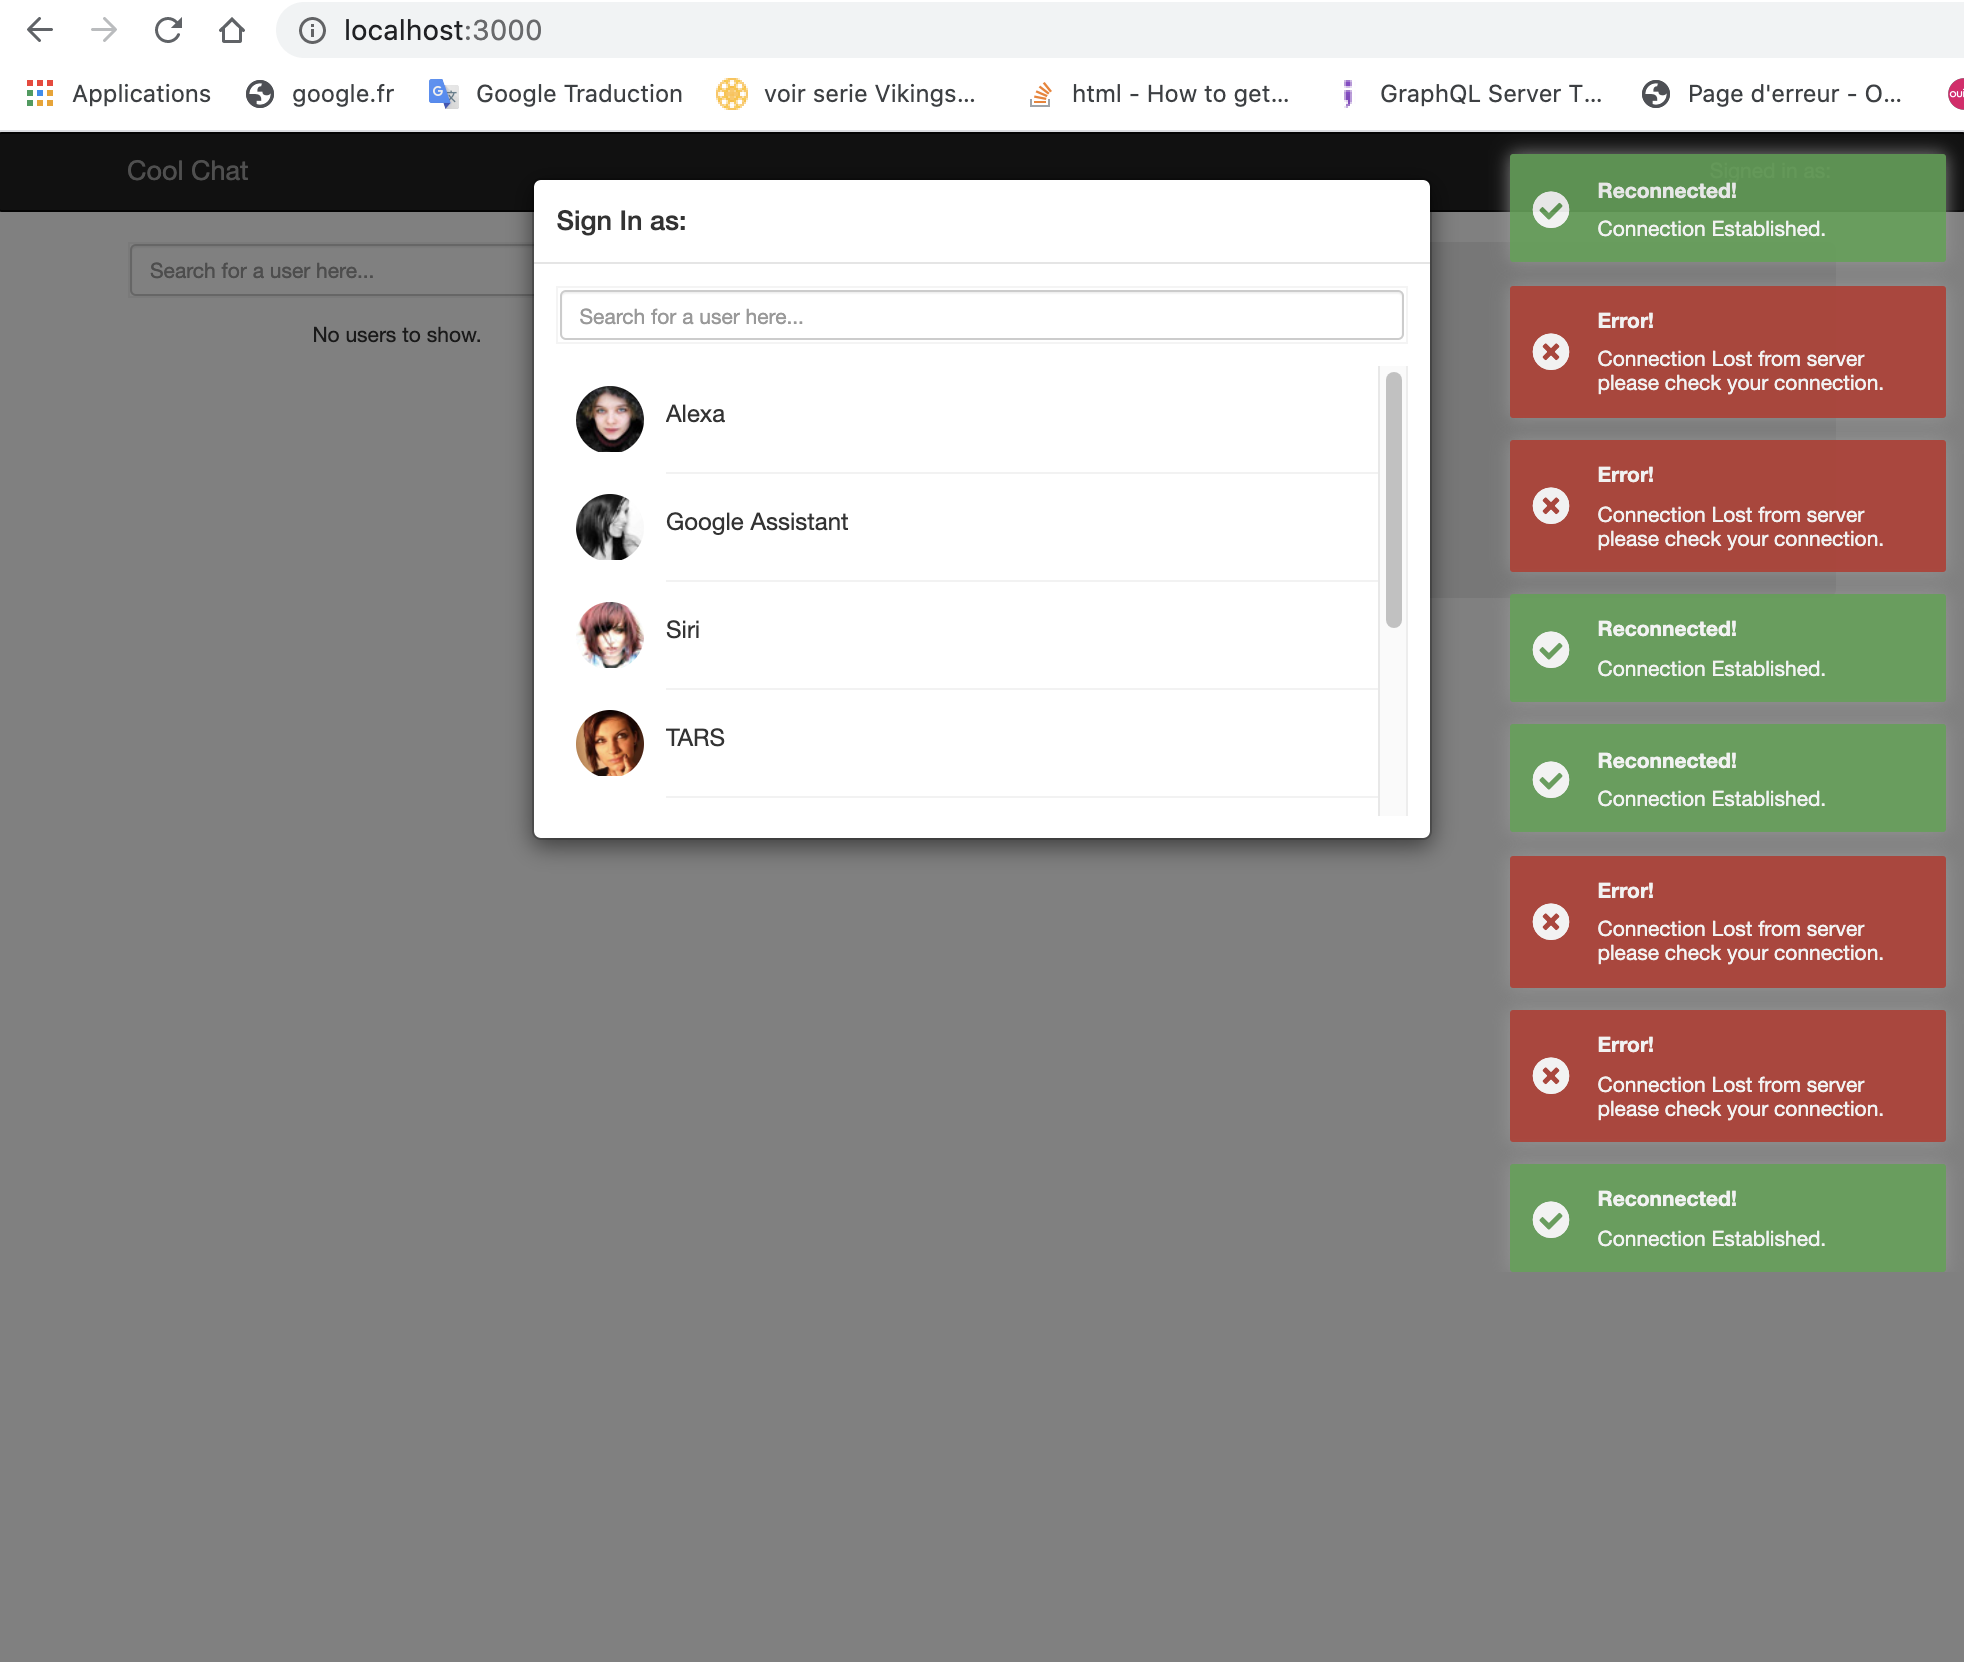 localhost:3000
Applications
google.fr
Google Traduction
voir serie Vikings...
html - How to get...
GraphQL Server T...
Page d'erreur - O...
oui
Cool Chat
Signed in as:
Search for a user here...
No users to show.
Sign In as:
Search for a user here...
Alexa
Google Assistant
Siri
TARS
Reconnected!
Connection Established.
Error!
Connection Lost from server
please check your connection.
Error!
Connection Lost from server
please check your connection.
Reconnected!
Connection Established.
Reconnected!
Connection Established.
Error!
Connection Lost from server
please check your connection.
Error!
Connection Lost from server
please check your connection.
Reconnected!
Connection Established.